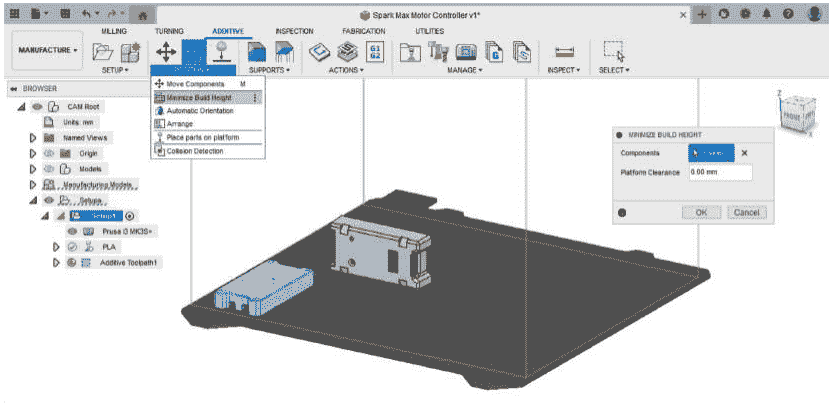 Spark Max Motor Controller v1*
MILLING TURNING ADDITIVE INSPECTION FABRICATION UTILITIES
MANUFACTURE
G1
G2
SETUP SUPPORTS ACTIONS MANAGE INSPECT SELECT
BROWSER
CAM Root
Units: mm
Named Views
Origin
Models
Manufacturing Models
Setups
Setup1
Prusa i3 MK3S+
PLA
Additive Toolpath1
Move Components M
Minimize Build Height
Automatic Orientation
Arrange
Place parts on platform
Collision Detection
Z
FRONT
MINIMIZE BUILD HEIGHT
Components
Platform Clearance 0.00 mm
OK Cancel